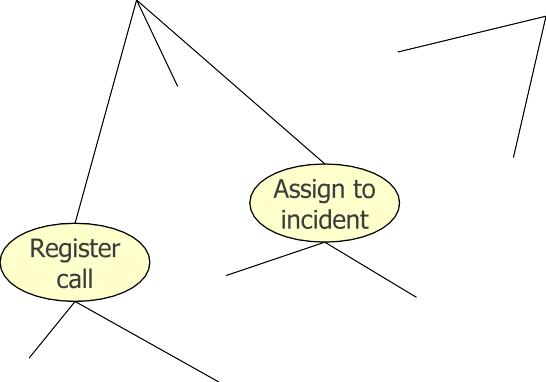 Assign to
incident
Register
call